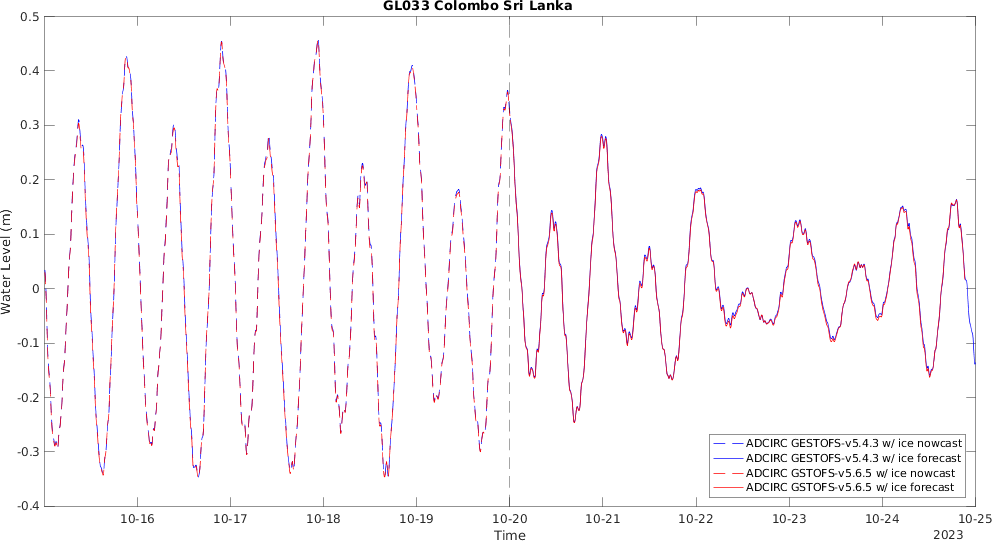 GL033 Colombo Sri Lanka
0.5
0.4
0.3
0.2
0.1
0
-0.1
-0.2
-0.3
-0.4
Water Level (m)
10-16 10-17 10-18 10-19 10-20 10-21 10-22 10-23 10-24 10-25
Time
2023
ADCIRC GESTOFS-v5.4.3 w/ ice nowcast
ADCIRC GESTOFS-v5.4.3 w/ ice forecast
ADCIRC GSTOFS-v5.6.5 w/ ice nowcast
ADCIRC GSTOFS-v5.6.5 w/ ice forecast